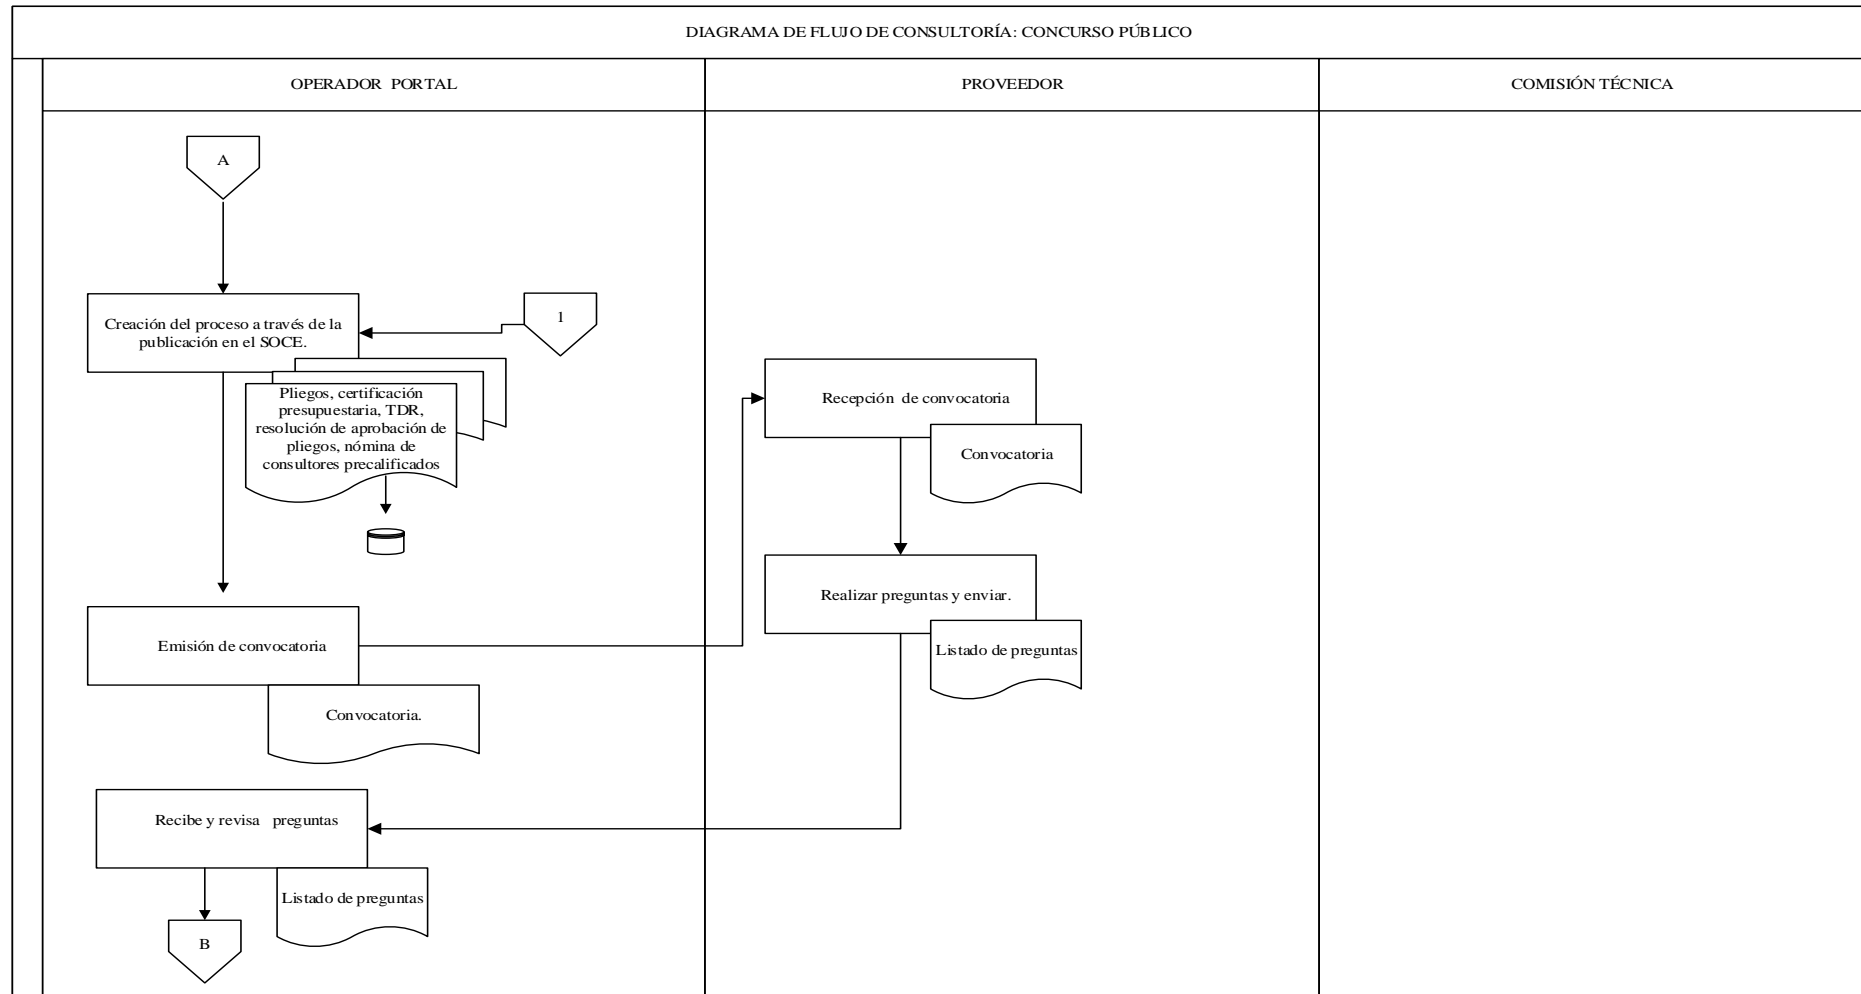 DIAGRAMA DE FLUJO DE CONSULTORÍA: CONCURSO PÚBLICO
OPERADOR PORTAL
PROVEEDOR
COMISIÓN TÉCNICA
A
Creación del proceso a través de la
publicación en el SOCE.
1
Pliegos, certificación
presupuestaria, TDR,
resolución de aprobación de
pliegos, nómina de
consultores precalificados
Emisión de convocatoria
Convocatoria.
Recepción de convocatoria
Convocatoria
Realizar preguntas y enviar.
Listado de preguntas
Recibe y revisa preguntas
Listado de preguntas
B